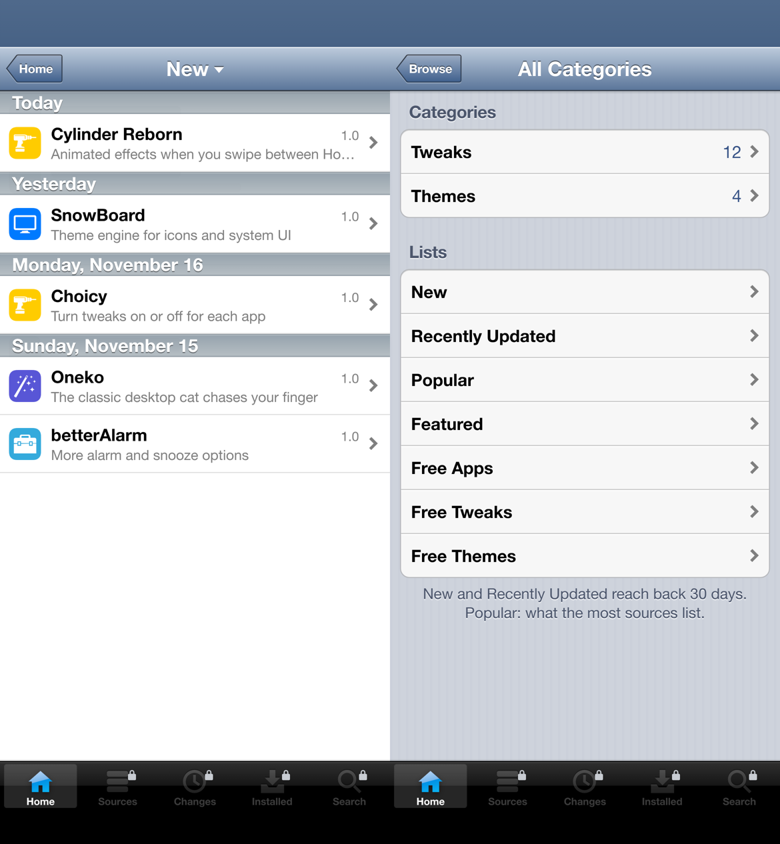 Home
New
Today
Cylinder Reborn
1.0
Animated effects when you swipe between Ho...
Yesterday
SnowBoard
1.0
Theme engine for icons and system UI
Monday, November 16
Choicy
1.0
Turn tweaks on or off for each app
Sunday, November 15
Oneko
1.0
The classic desktop cat chases your finger
betterAlarm
1.0
More alarm and snooze options
Home
Sources
Changes
Installed
Search
Browse
All Categories
Categories
Tweaks
12
Themes
4
Lists
New
Recently Updated
Popular
Featured
Free Apps
Free Tweaks
Free Themes
New and Recently Updated reach back 30 days.
Popular: what the most sources list.
Home
Sources
Changes
Installed
Search